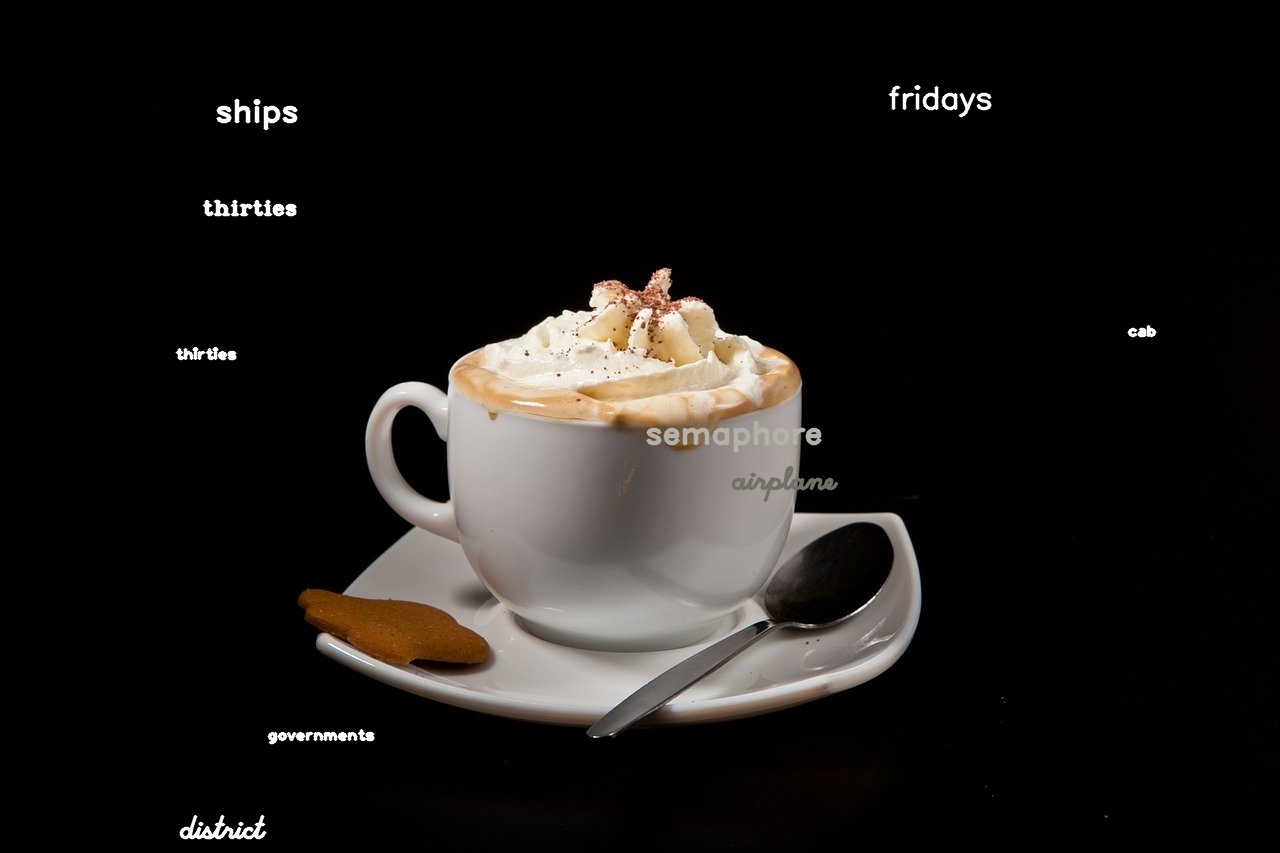 fridays
ships
thirties
cab
thirties
semaphore
airplane
governments
district